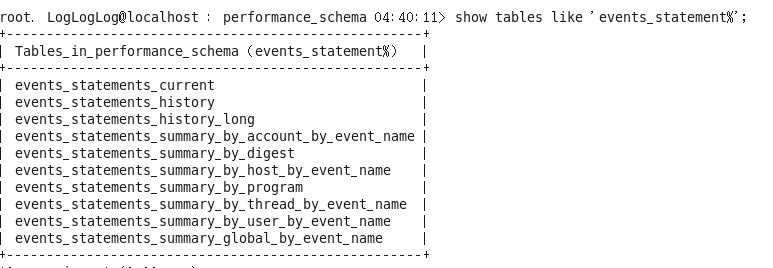 root. LogLogLog@localhost : performance_schema 04:40:11> show tables like 'events_statement%';
+----------------------------------------------------+
| Tables_in_performance_schema (events_statement%)   |
+----------------------------------------------------+
| events_statements_current                          |
| events_statements_history                          |
| events_statements_history_long                     |
| events_statements_summary_by_account_by_event_name |
| events_statements_summary_by_digest                |
| events_statements_summary_by_host_by_event_name    |
| events_statements_summary_by_program               |
| events_statements_summary_by_thread_by_event_name  |
| events_statements_summary_by_user_by_event_name    |
| events_statements_summary_global_by_event_name     |
+----------------------------------------------------+